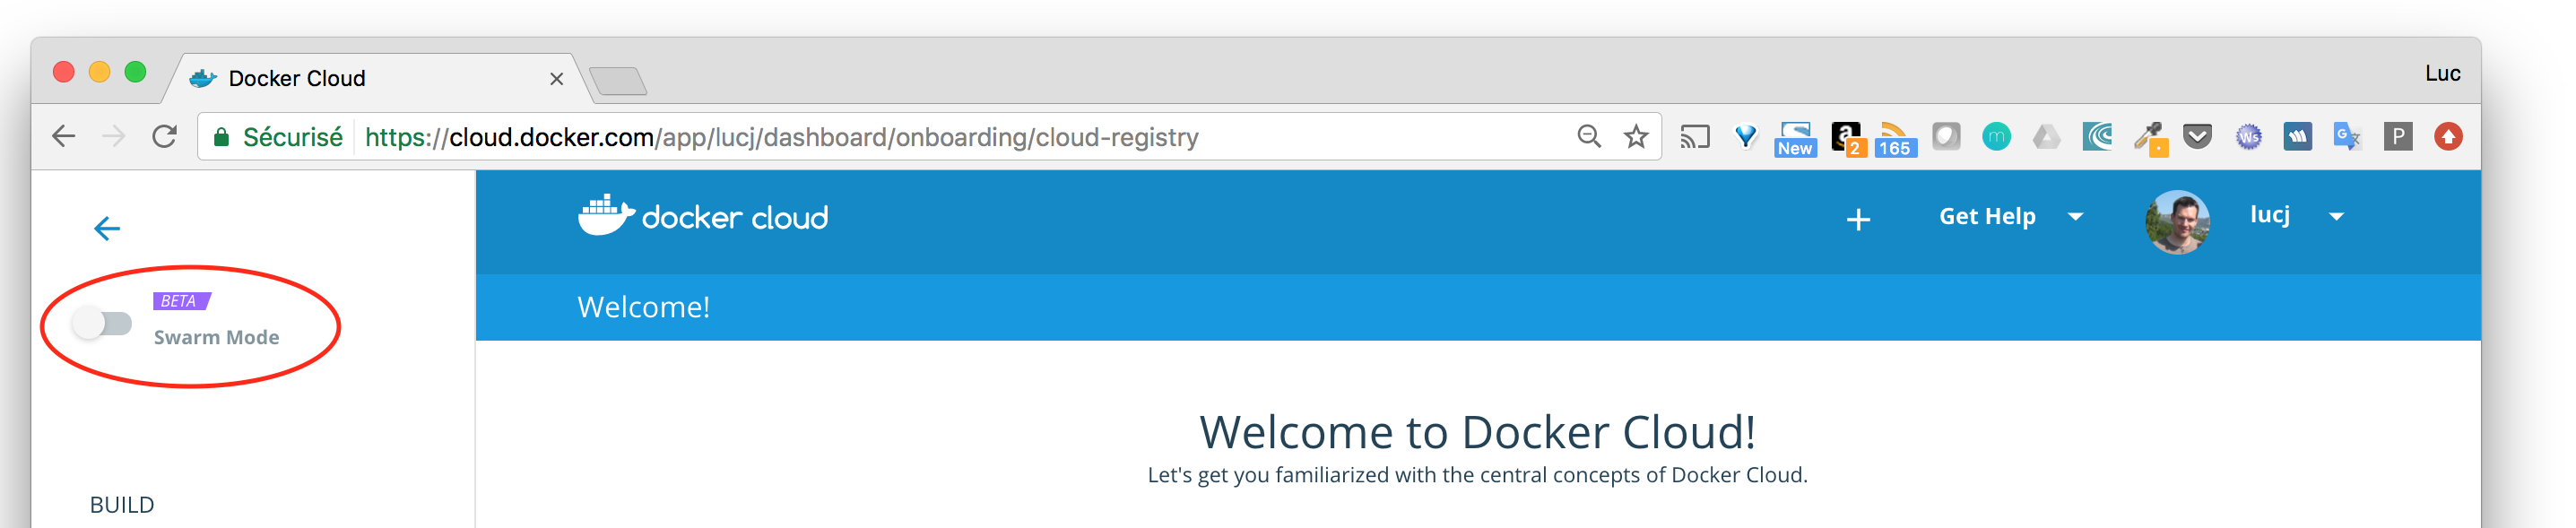 Docker Cloud
Luc
Sécurisé https://cloud.docker.com/app/lucj/dashboard/onboarding/cloud-registry
New 2 165 m G P
docker cloud
Get Help lucj
BETA
Swarm Mode
Welcome!
Welcome to Docker Cloud!
Let's get you familiarized with the central concepts of Docker Cloud.
BUILD